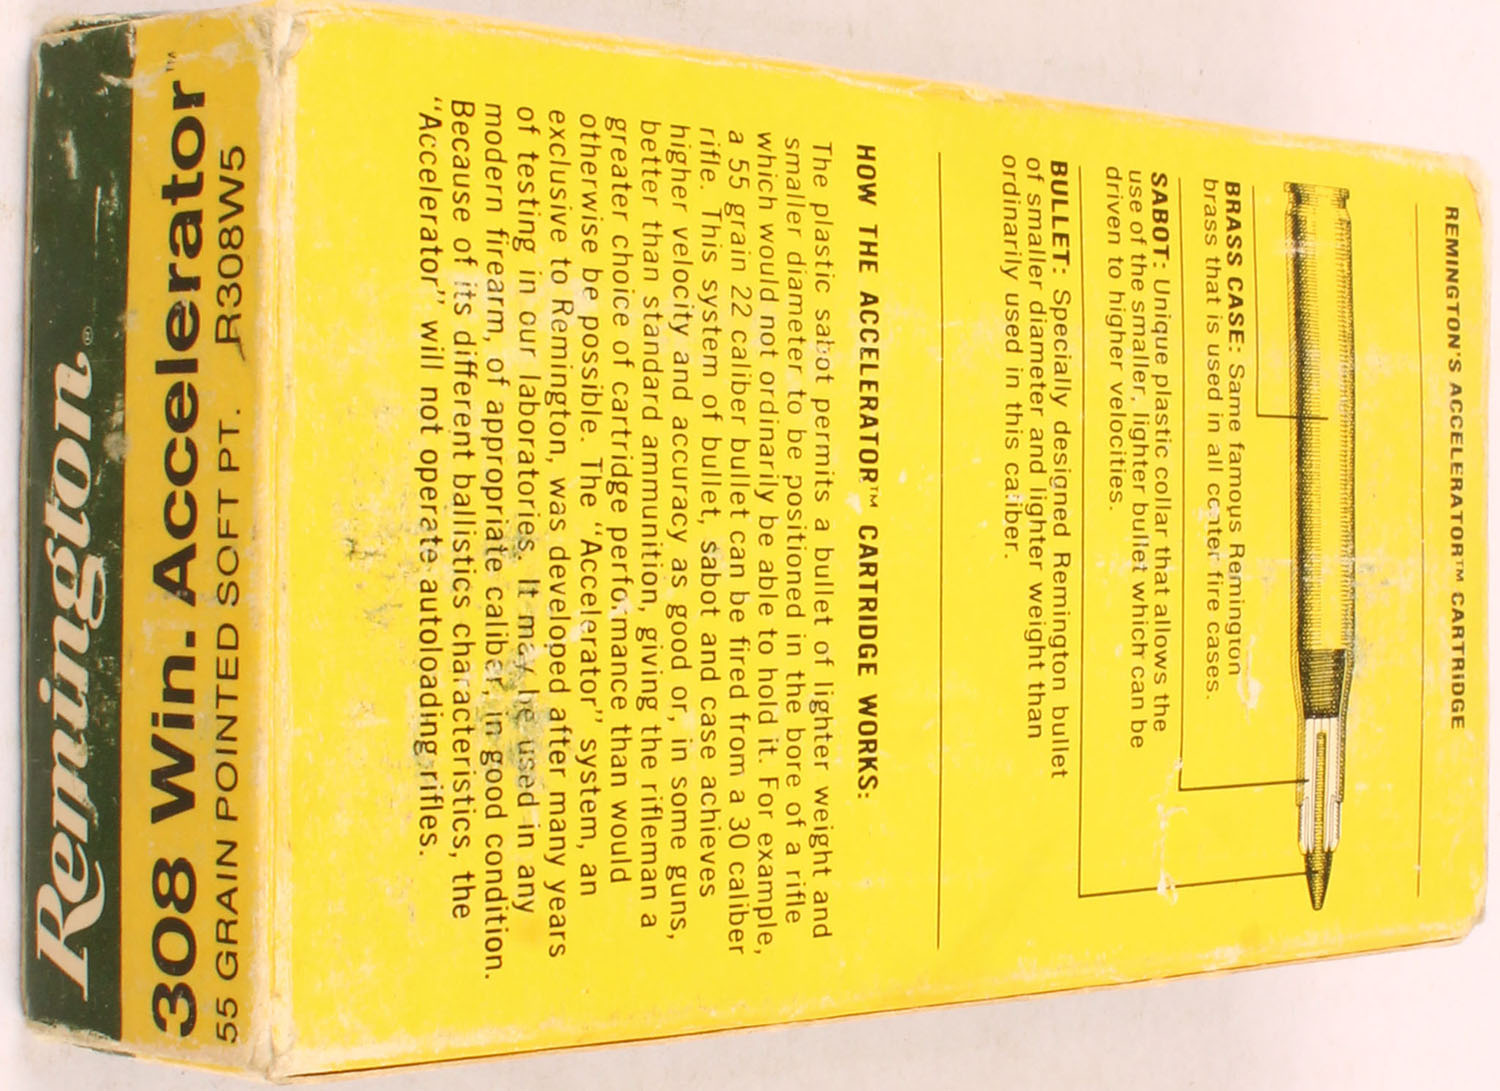 REMINGTON'S ACCELERATOR™ CARTRIDGE
BRASS CASE: Same famous Remington
brass that is used in all center fire cases.
SABOT: Unique plastic collar that allows the
use of the smaller, lighter bullet which can be
driven to higher velocities.
BULLET: Specially designed Remington bullet
of smaller diameter and lighter weight than
ordinarily used in this caliber.
HOW THE ACCELERATOR™ CARTRIDGE WORKS:
The plastic sabot permits a bullet of lighter weight and
smaller diameter to be positioned in the bore of a rifle
which would not ordinarily be able to hold it. For example,
a 55 grain 22 caliber bullet can be fired from a 30 caliber
rifle. This system of bullet, sabot and case achieves
higher velocity and accuracy as good or, in some guns,
better than standard ammunition, giving the rifleman a
greater choice of cartridge performance than would
otherwise be possible. The "Accelerator" system, an
exclusive to Remington, was developed after many years
of testing in our laboratories. It may be used in any
modern firearm, of appropriate caliber, in good condition.
Because of its different ballistics characteristics, the
"Accelerator" will not operate autoloading rifles.
55 GRAIN POINTED SOFT PT. R308W5
308 Win. Accelerator™
Remington®